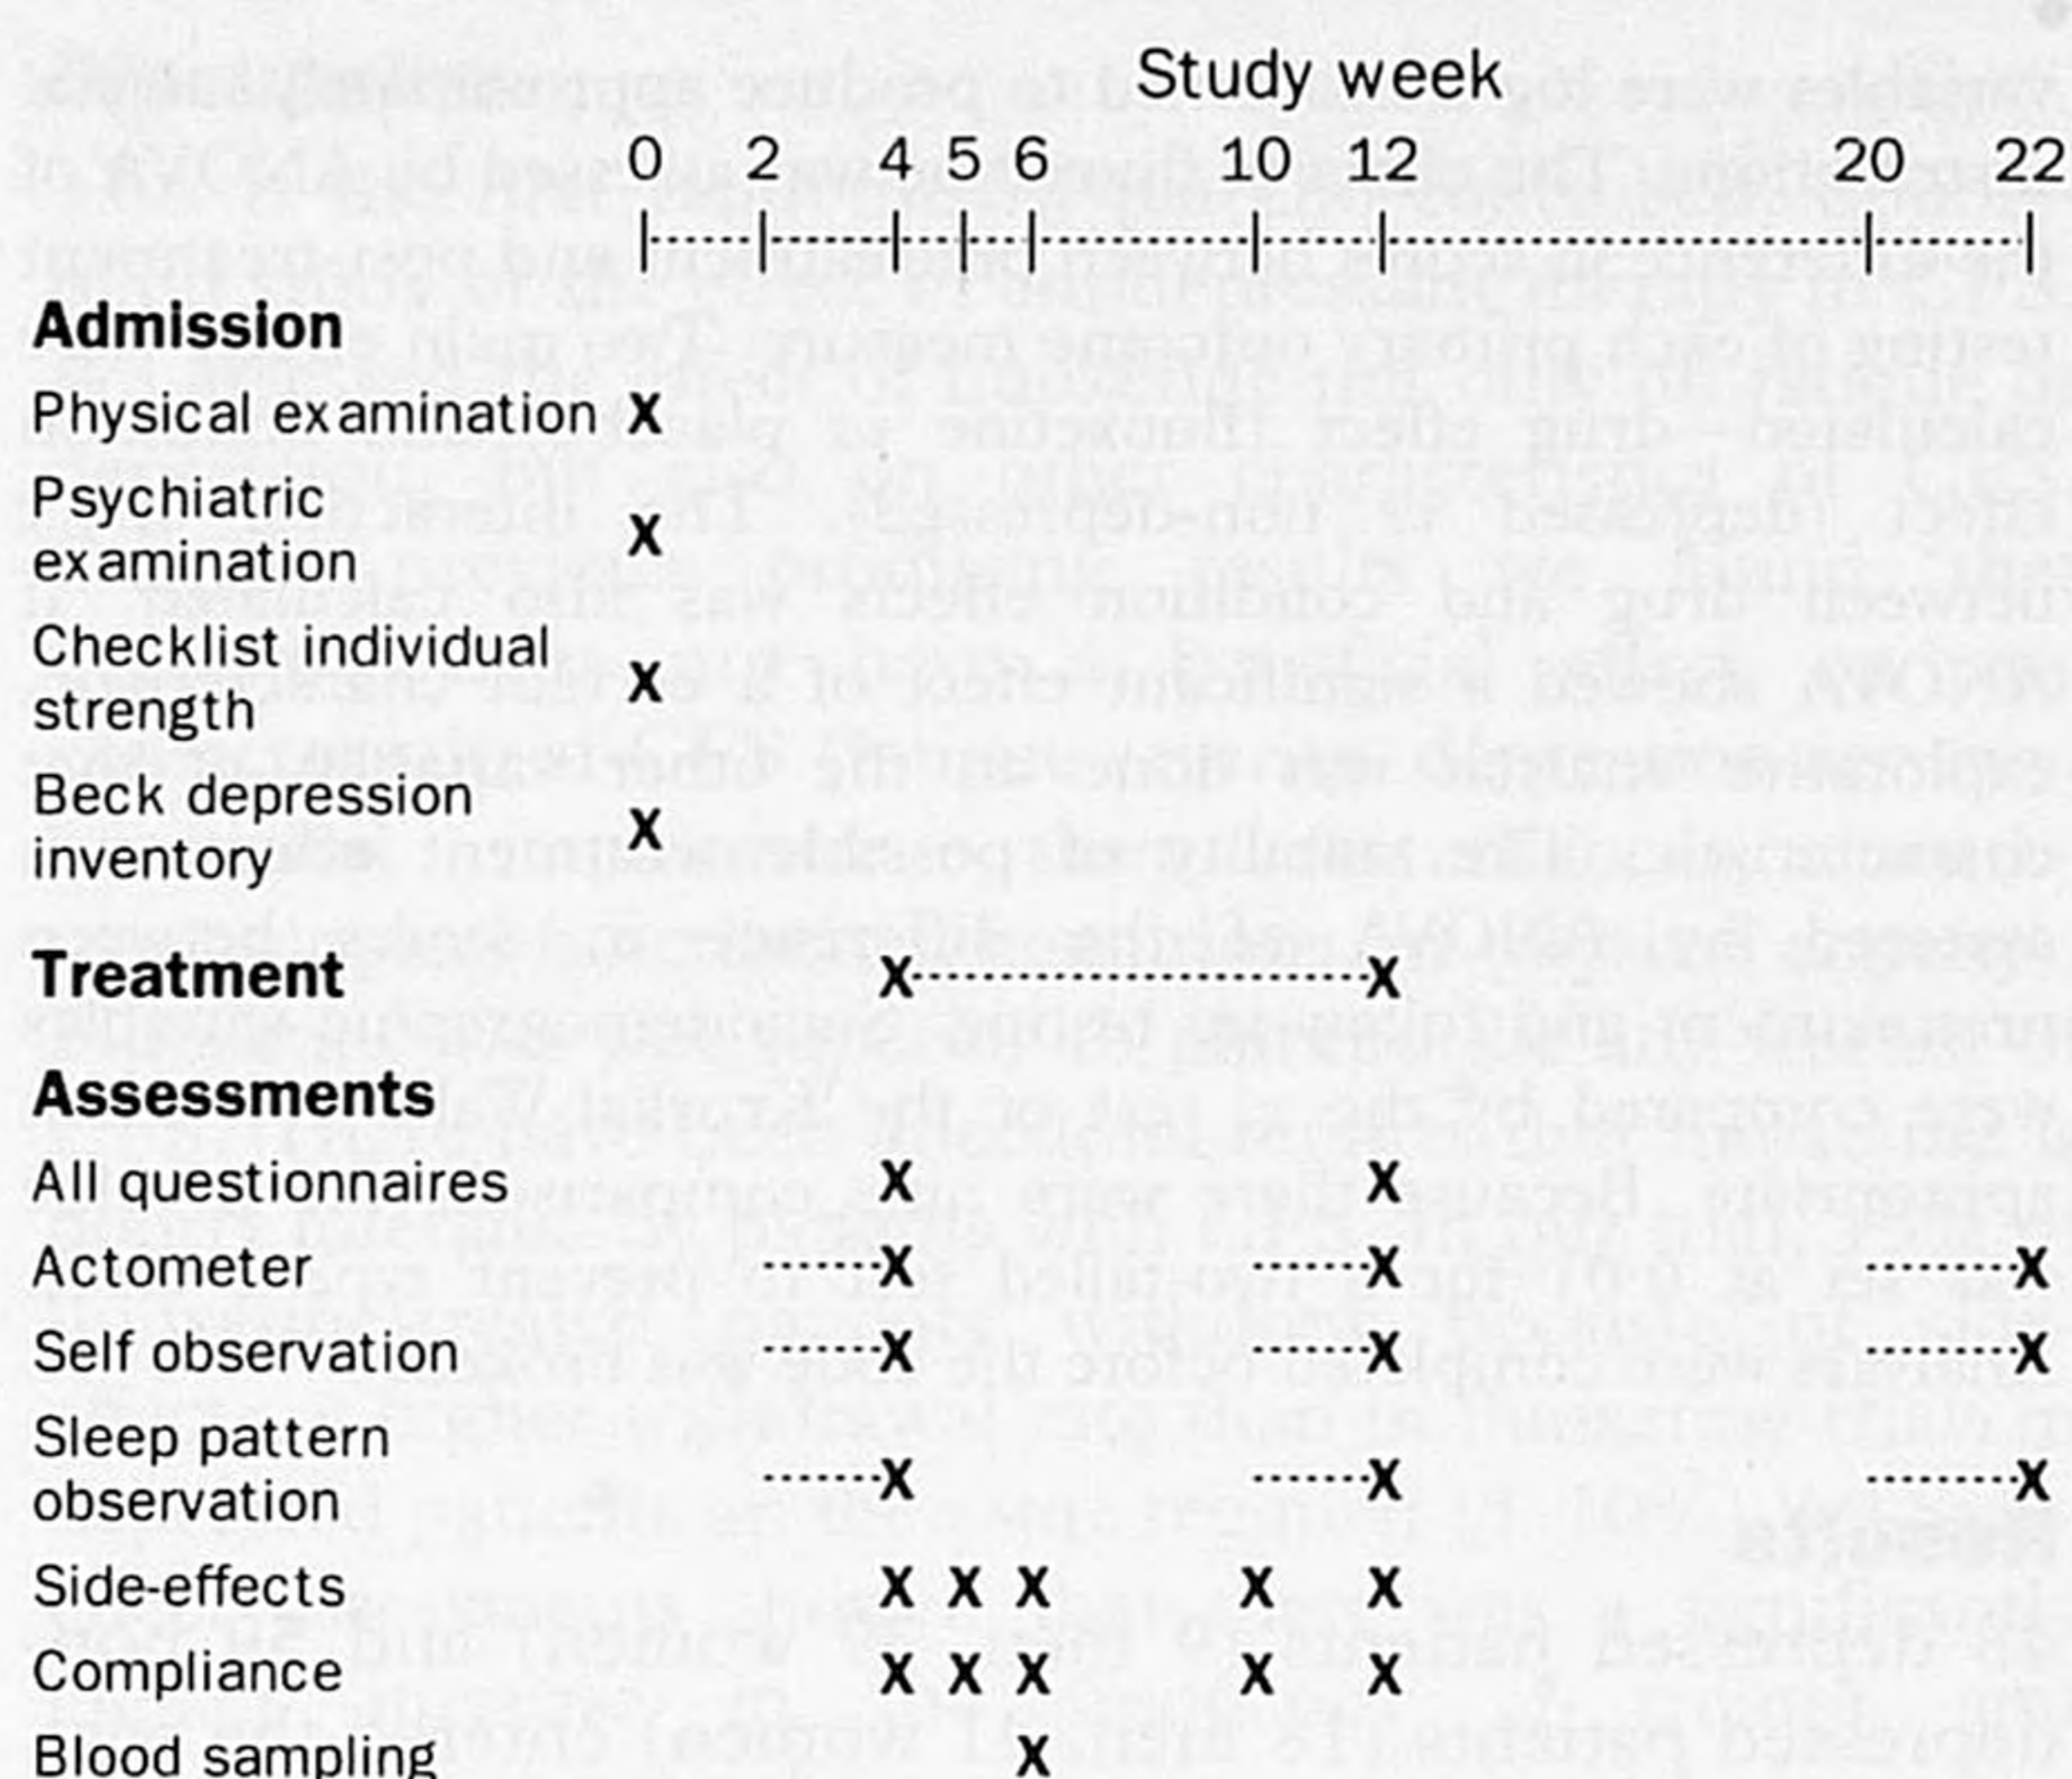 Study week
0 2 4 5 6 10 12 20 22
Admission
Physical examination X
Psychiatric
examination X
Checklist individual
strength X
Beck depression
inventory X
Treatment X X
Assessments
All questionnaires X X
Actometer X X X
Self observation X X X
Sleep pattern
observation X X X
Side-effects X X X X X
Compliance X X X X X
Blood sampling X